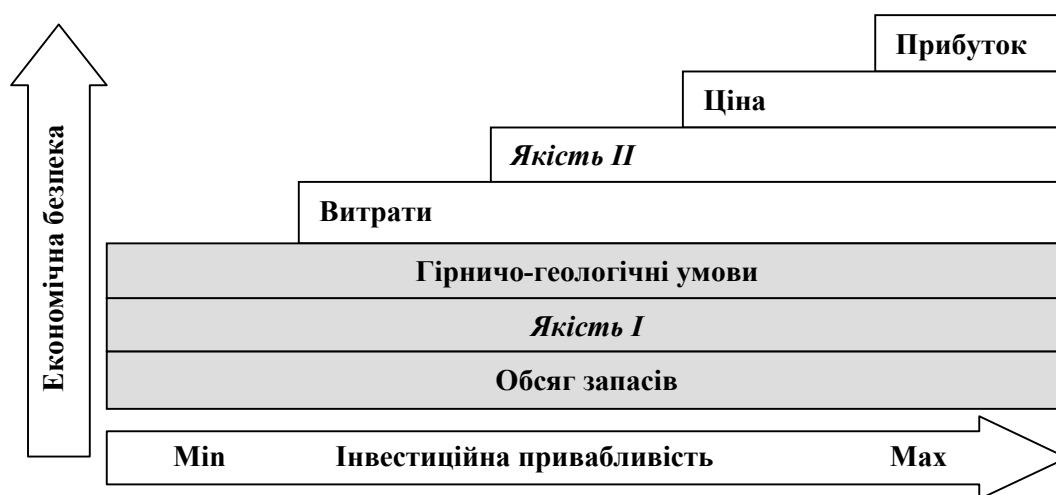 Прибуток
Ціна
Якість II
Витрати
Гірничо-геологічні умови
Якість I
Обсяг запасів
Економічна безпека
Min Інвестиційна привабливість Max